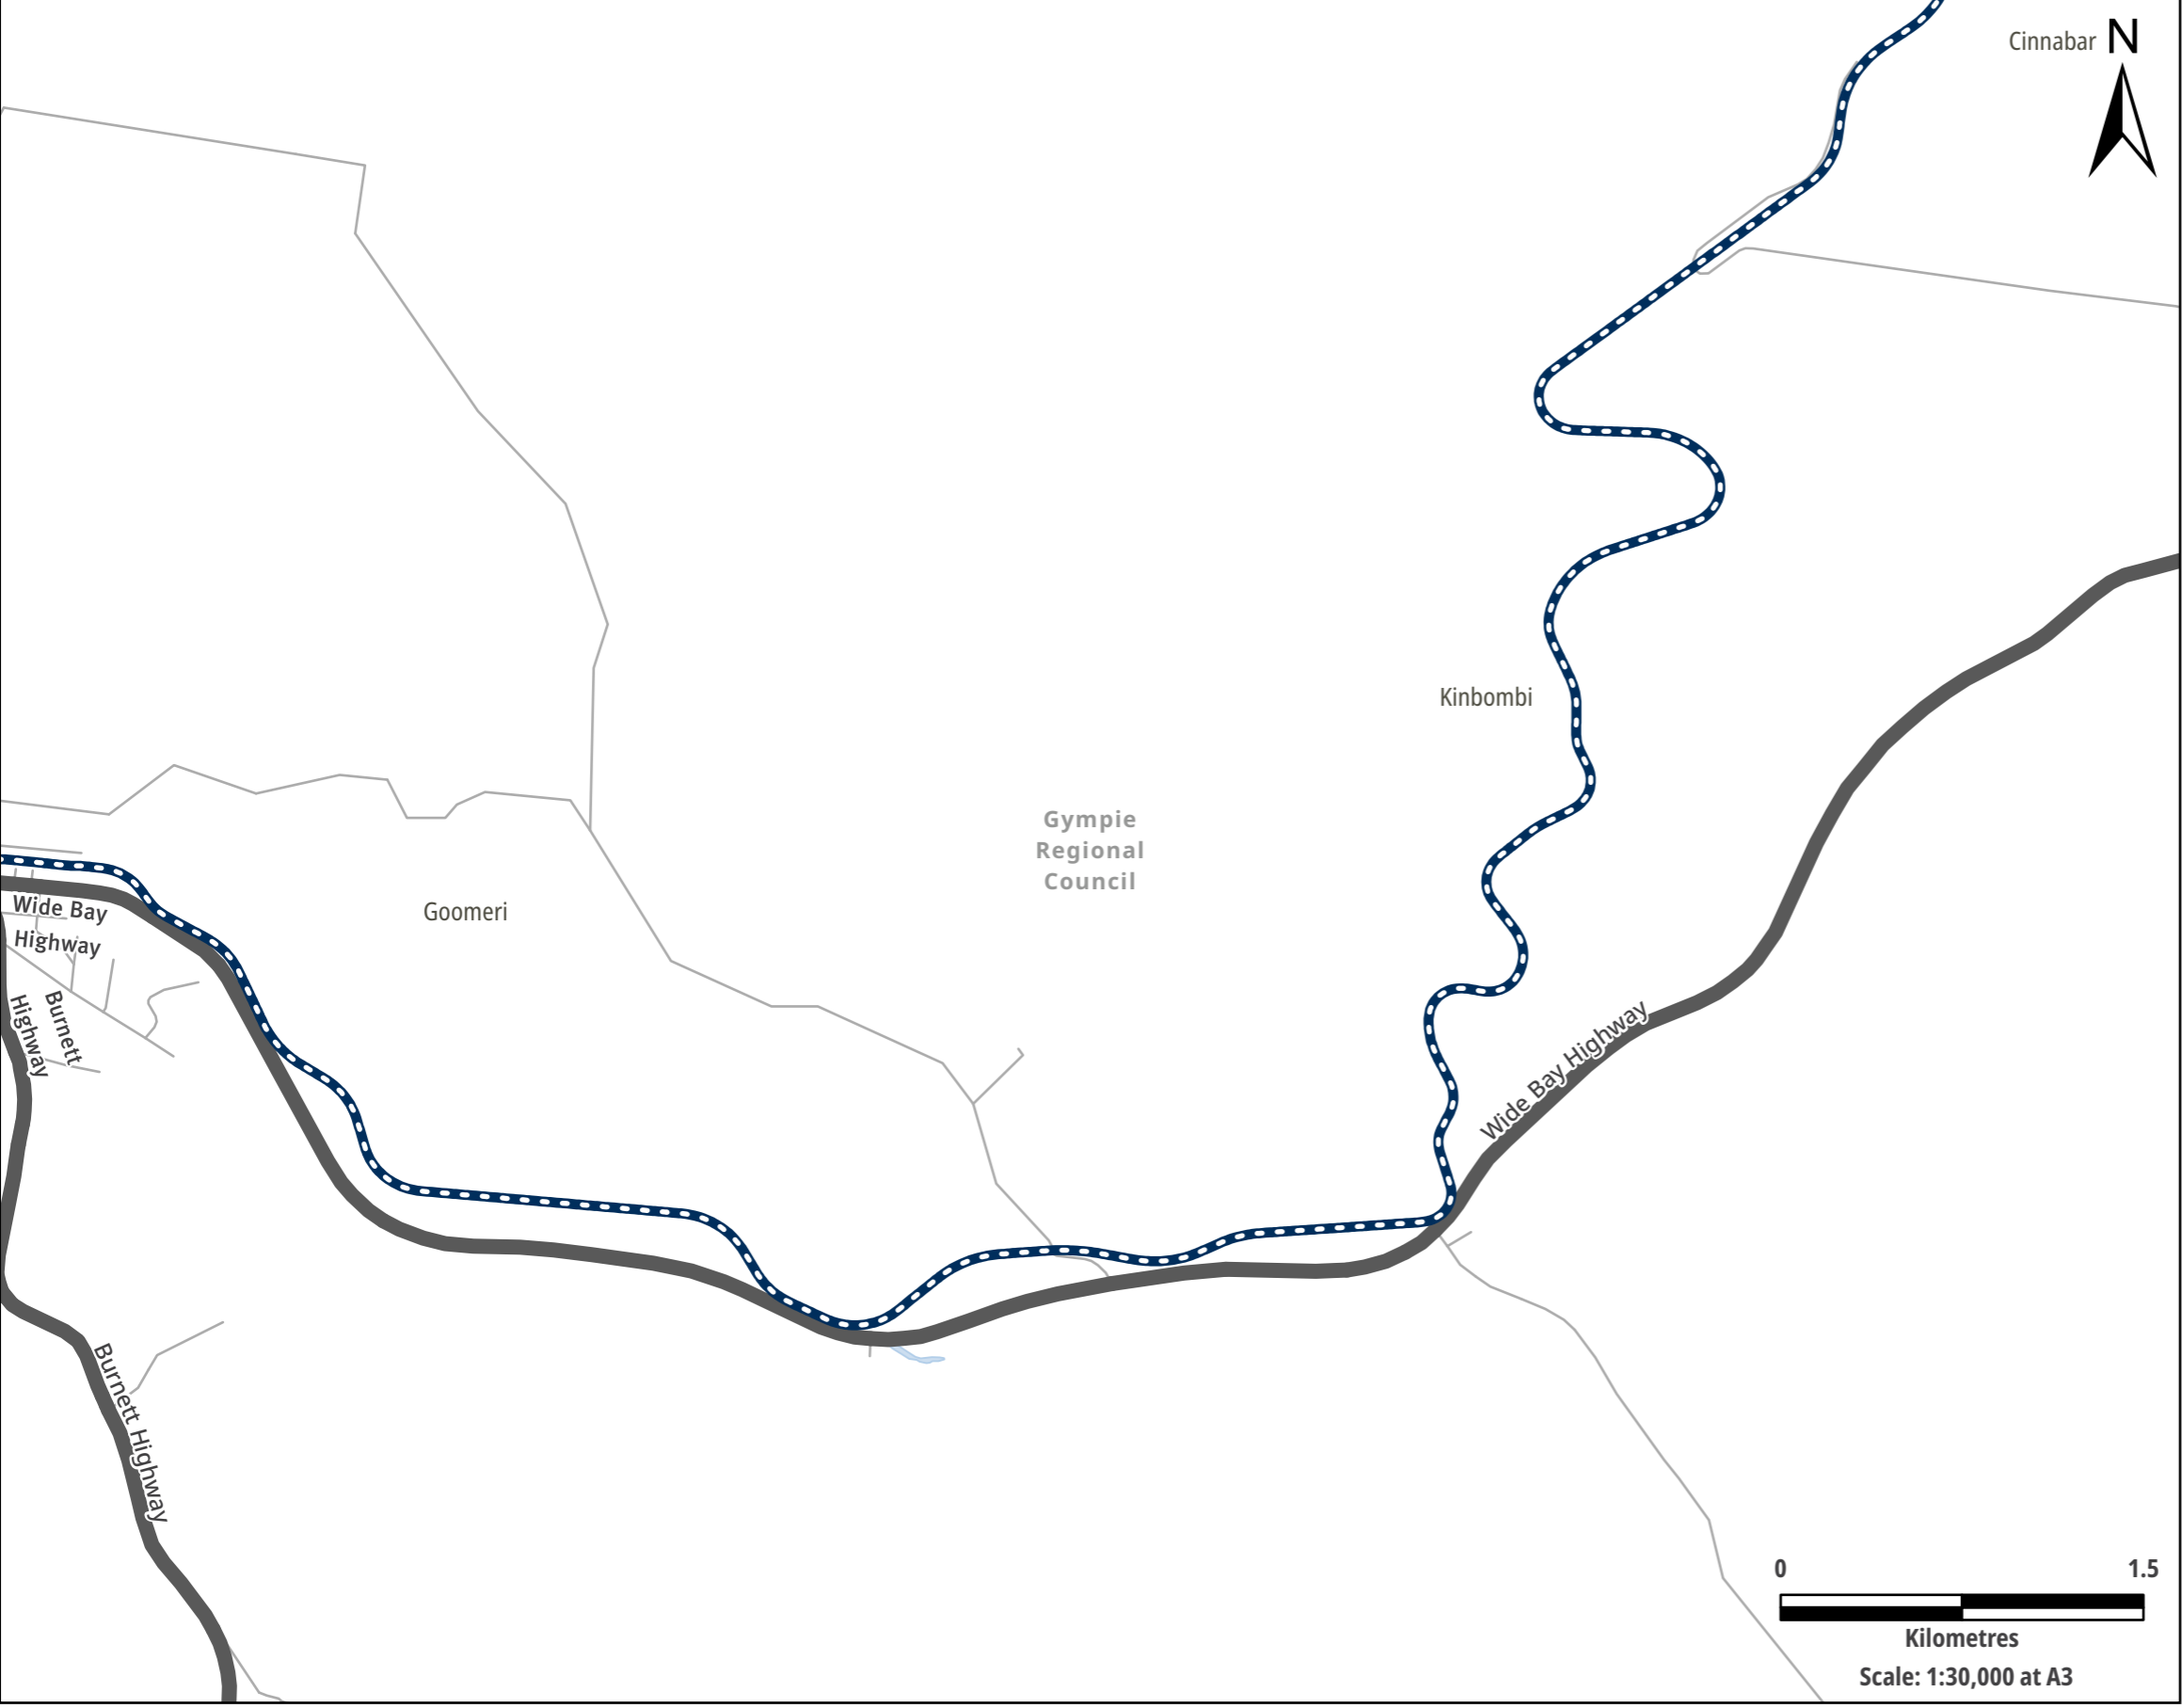 Cinnabar
N
Kinbombi
Gympie
Regional
Council
Goomeri
Wide Bay
Highway
Burnett
Highway
Wide Bay Highway
Burnett Highway
0 1.5
Kilometres
Scale: 1:30,000 at A3